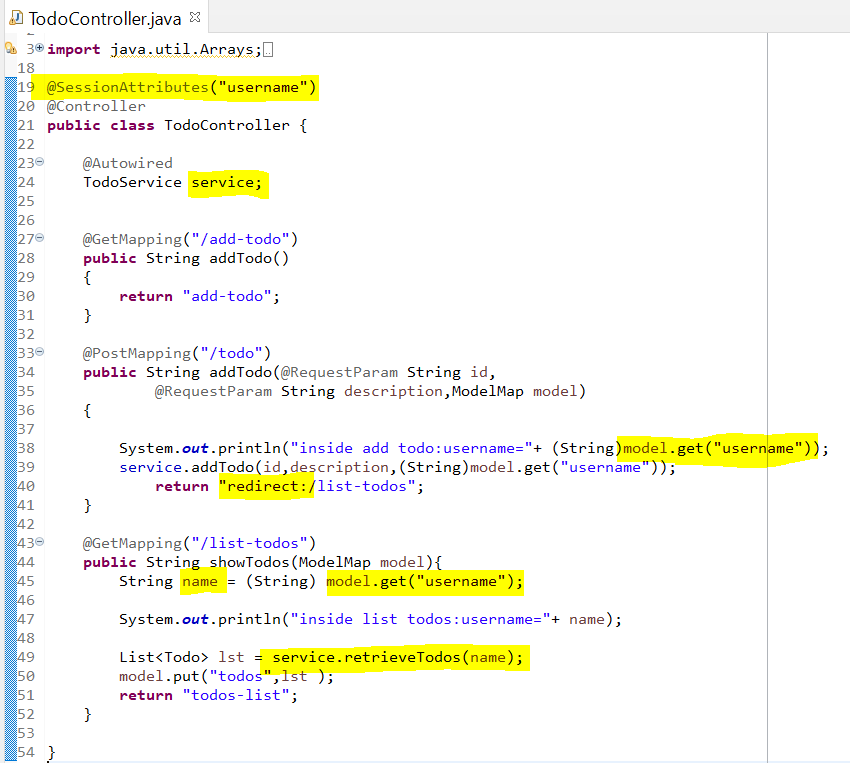 TodoController.java
3 import java.util.Arrays;
18
19 @SessionAttributes("username")
20 @Controller
21 public class TodoController {
22
23 @Autowired
24 TodoService service;
25
26
27 @GetMapping("/add-todo")
28 public String addTodo()
29 {
30 return "add-todo";
31 }
32
33 @PostMapping("/todo")
34 public String addTodo(@RequestParam String id,
35 @RequestParam String description,ModelMap model)
36 {
37
38 System.out.println("inside add todo:username="+ (String)model.get("username"));
39 service.addTodo(id,description,(String)model.get("username"));
40 return "redirect:/list-todos";
41 }
42
43 @GetMapping("/list-todos")
44 public String showTodos(ModelMap model){
45 String name = (String) model.get("username");
46
47 System.out.println("inside list todos:username="+ name);
48
49 List<Todo> lst = service.retrieveTodos(name);
50 model.put("todos",lst );
51 return "todos-list";
52 }
53
54 }